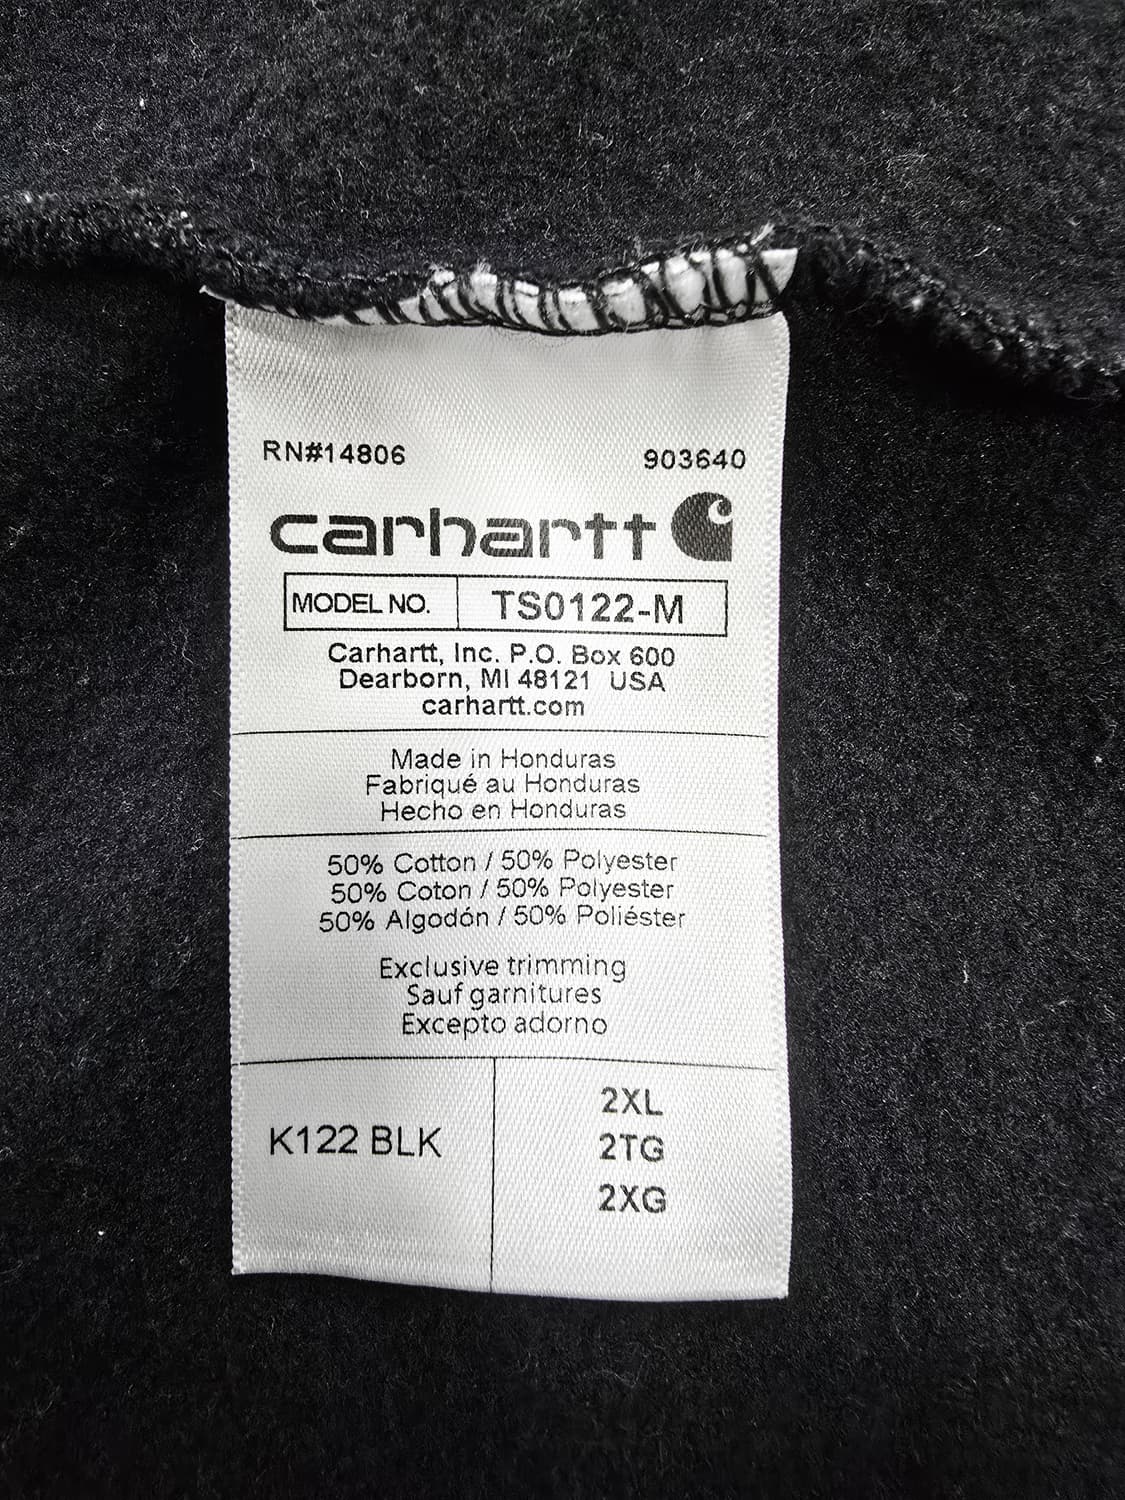 RN#14806 903640
carhartt
MODEL NO. TS0122-M
Carhartt, Inc. P.O. Box 600
Dearborn, MI 48121 USA
carhartt.com
Made in Honduras
Fabriqué au Honduras
Hecho en Honduras
50% Cotton / 50% Polyester
50% Coton / 50% Polyester
50% Algodón / 50% Poliéster
Exclusive trimming
Sauf garnitures
Excepto adorno
K122 BLK
2XL
2TG
2XG